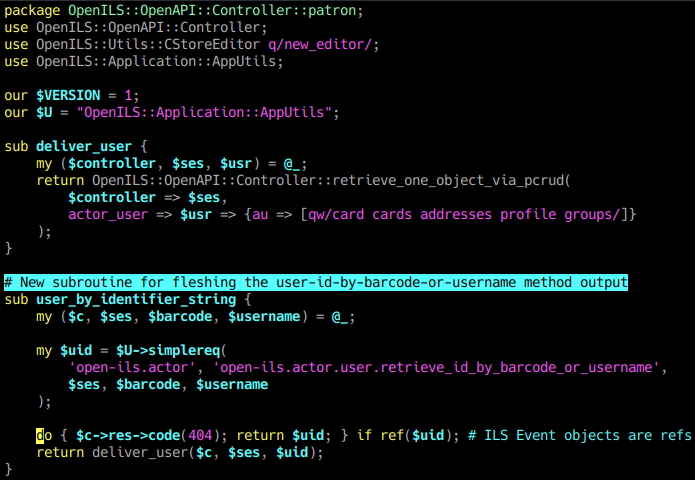 package OpenILS::OpenAPI::Controller::patron;
use OpenILS::OpenAPI::Controller;
use OpenILS::Utils::CStoreEditor q/new_editor/;
use OpenILS::Application::AppUtils;

our $VERSION = 1;
our $U = "OpenILS::Application::AppUtils";

sub deliver_user {
    my ($controller, $ses, $usr) = @_;
    return OpenILS::OpenAPI::Controller::retrieve_one_object_via_pcrud(
        $controller => $ses,
        actor_user => $usr => {au => [qw/card cards addresses profile groups/]}
    );
}

# New subroutine for fleshing the user-id-by-barcode-or-username method output
sub user_by_identifier_string {
    my ($c, $ses, $barcode, $username) = @_;

    my $uid = $U->simplereq(
        'open-ils.actor', 'open-ils.actor.user.retrieve_id_by_barcode_or_username',
        $ses, $barcode, $username
    );

    do { $c->res->code(404); return $uid; } if ref($uid); # ILS Event objects are refs
    return deliver_user($c, $ses, $uid);
}